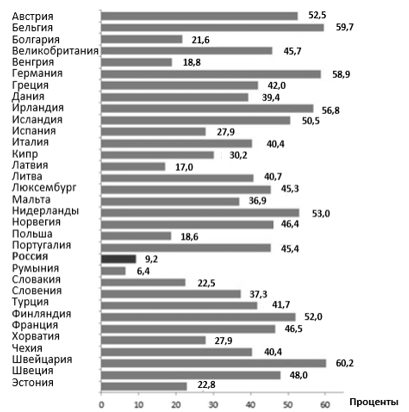 Австрия 52,5
Бельгия 59,7
Болгария 21,6
Великобритания 45,7
Венгрия 18,8
Германия 58,9
Греция 42,0
Дания 39,4
Ирландия 56,8
Исландия 50,5
Испания 27,9
Италия 40,4
Кипр 30,2
Латвия 17,0
Литва 40,7
Люксембург 45,3
Мальта 36,9
Нидерланды 53,0
Норвегия 46,4
Польша 18,6
Португалия 45,4
Россия 9,2
Румыния 6,4
Словакия 22,5
Словения 37,3
Турция 41,7
Финляндия 52,0
Франция 46,5
Хорватия 27,9
Чехия 40,4
Швейцария 60,2
Швеция 48,0
Эстония 22,8
0 10 20 30 40 50 60 Проценты